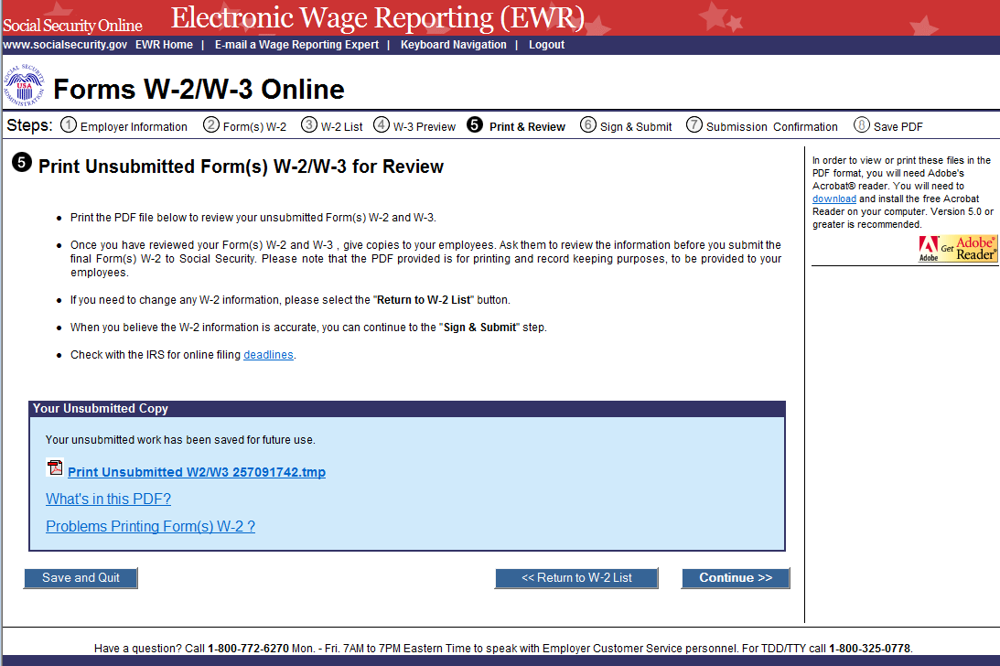 Social Security Online Electronic Wage Reporting (EWR)
www.socialsecurity.gov EWR Home | E-mail a Wage Reporting Expert | Keyboard Navigation | Logout
SOCIAL SECURITY ADMINISTRATION
USA
Forms W-2/W-3 Online
Steps: 1 Employer Information 2 Form(s) W-2 3 W-2 List 4 W-3 Preview 5 Print & Review 6 Sign & Submit 7 Submission Confirmation 8 Save PDF
5 Print Unsubmitted Form(s) W-2/W-3 for Review
• Print the PDF file below to review your unsubmitted Form(s) W-2 and W-3.
• Once you have reviewed your Form(s) W-2 and W-3 , give copies to your employees. Ask them to review the information before you submit the
final Form(s) W-2 to Social Security. Please note that the PDF provided is for printing and record keeping purposes, to be provided to your
employees.
• If you need to change any W-2 information, please select the "Return to W-2 List" button.
• When you believe the W-2 information is accurate, you can continue to the "Sign & Submit" step.
• Check with the IRS for online filing deadlines.
In order to view or print these files in the
PDF format, you will need Adobe's
Acrobat® reader. You will need to
download and install the free Acrobat
Reader on your computer. Version 5.0 or
greater is recommended.
Adobe Get Adobe® Reader®
Your Unsubmitted Copy
Your unsubmitted work has been saved for future use.
Print Unsubmitted W2/W3 257091742.tmp
What's in this PDF?
Problems Printing Form(s) W-2 ?
Save and Quit << Return to W-2 List Continue >>
Have a question? Call 1-800-772-6270 Mon. - Fri. 7AM to 7PM Eastern Time to speak with Employer Customer Service personnel. For TDD/TTY call 1-800-325-0778.